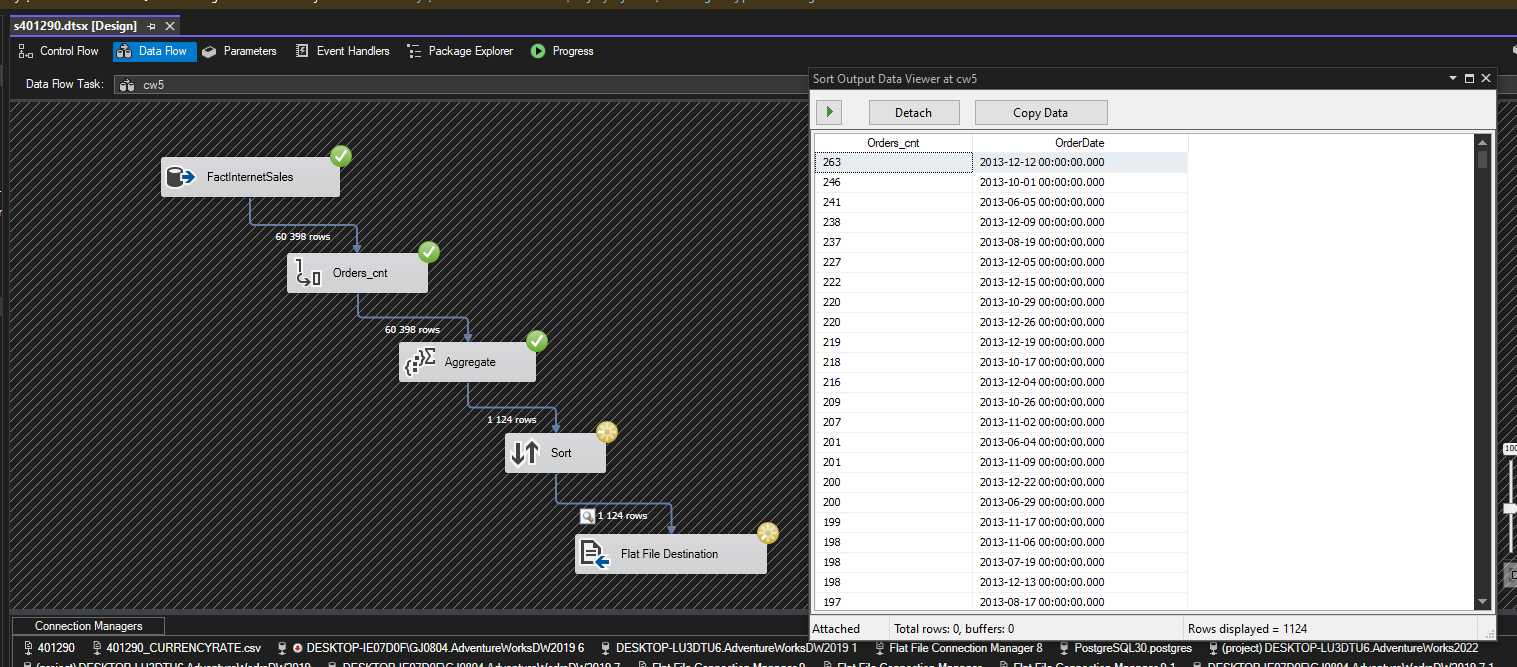 s401290.dtsx [Design]
Control Flow Data Flow Parameters Event Handlers Package Explorer Progress
Data Flow Task: cw5
FactInternetSales
60 398 rows
Orders_cnt
60 398 rows
Aggregate
1 124 rows
Sort
1 124 rows
Flat File Destination
Sort Output Data Viewer at cw5
Detach Copy Data
Orders_cnt OrderDate
263 2013-12-12 00:00:00.000
246 2013-10-01 00:00:00.000
241 2013-06-05 00:00:00.000
238 2013-12-09 00:00:00.000
237 2013-08-19 00:00:00.000
227 2013-12-05 00:00:00.000
222 2013-12-15 00:00:00.000
220 2013-10-29 00:00:00.000
220 2013-12-26 00:00:00.000
219 2013-12-19 00:00:00.000
218 2013-10-17 00:00:00.000
216 2013-12-04 00:00:00.000
209 2013-10-26 00:00:00.000
207 2013-11-02 00:00:00.000
201 2013-06-04 00:00:00.000
201 2013-11-09 00:00:00.000
200 2013-12-22 00:00:00.000
200 2013-06-29 00:00:00.000
199 2013-11-17 00:00:00.000
198 2013-11-06 00:00:00.000
198 2013-07-19 00:00:00.000
198 2013-12-13 00:00:00.000
197 2013-08-17 00:00:00.000
Attached Total rows: 0, buffers: 0 Rows displayed = 1124
100
Connection Managers
401290 401290_CURRENCYRATE.csv DESKTOP-IE07D0F\GJ0804.AdventureWorksDW2019 6 DESKTOP-LU3DTU6.AdventureWorksDW2019 1 Flat File Connection Manager 8 PostgreSQL30.postgres (project) DESKTOP-LU3DTU6.AdventureWorks2022